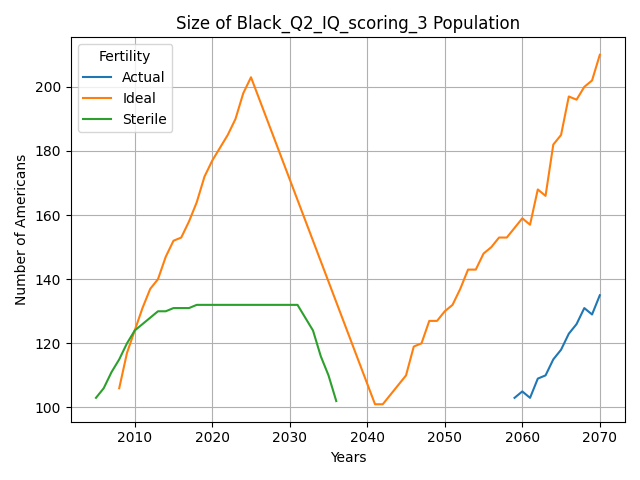 Size of Black_Q2_IQ_scoring_3 Population
Fertility
Actual
Ideal
Sterile
Number of Americans
200
180
160
140
120
100
2010 2020 2030 2040 2050 2060 2070
Years